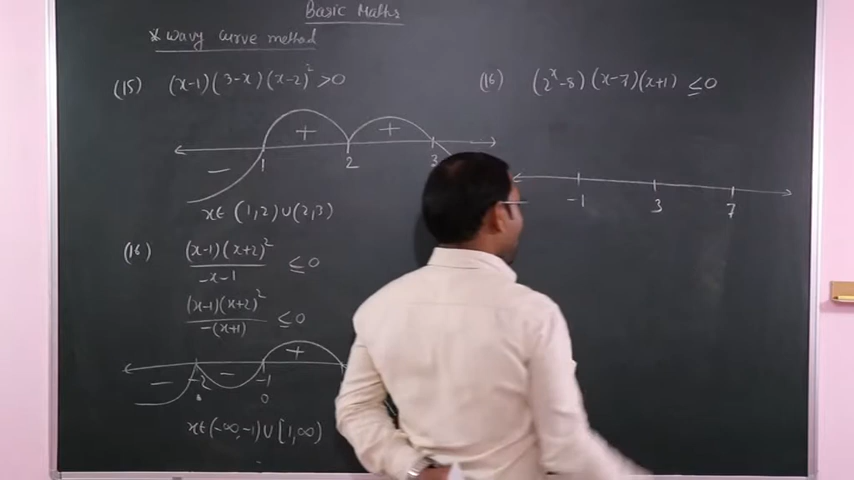 Basic Maths
* wavy curve method
(15) (x-1)(3-x)(x-2)² >0
+ +
− 1 2 3
x∈ (1,2)∪(2,3)
(16) (x-1)(x+2)² / -x-1 ≤0
(x-1)(x+2)² / -(x+1) ≤0
− -2 − -1 +
0
x∈(-∞,-1)∪[1,∞)
(16) (2ˣ-8)(x-7)(x+1) ≤0
-1 3 7